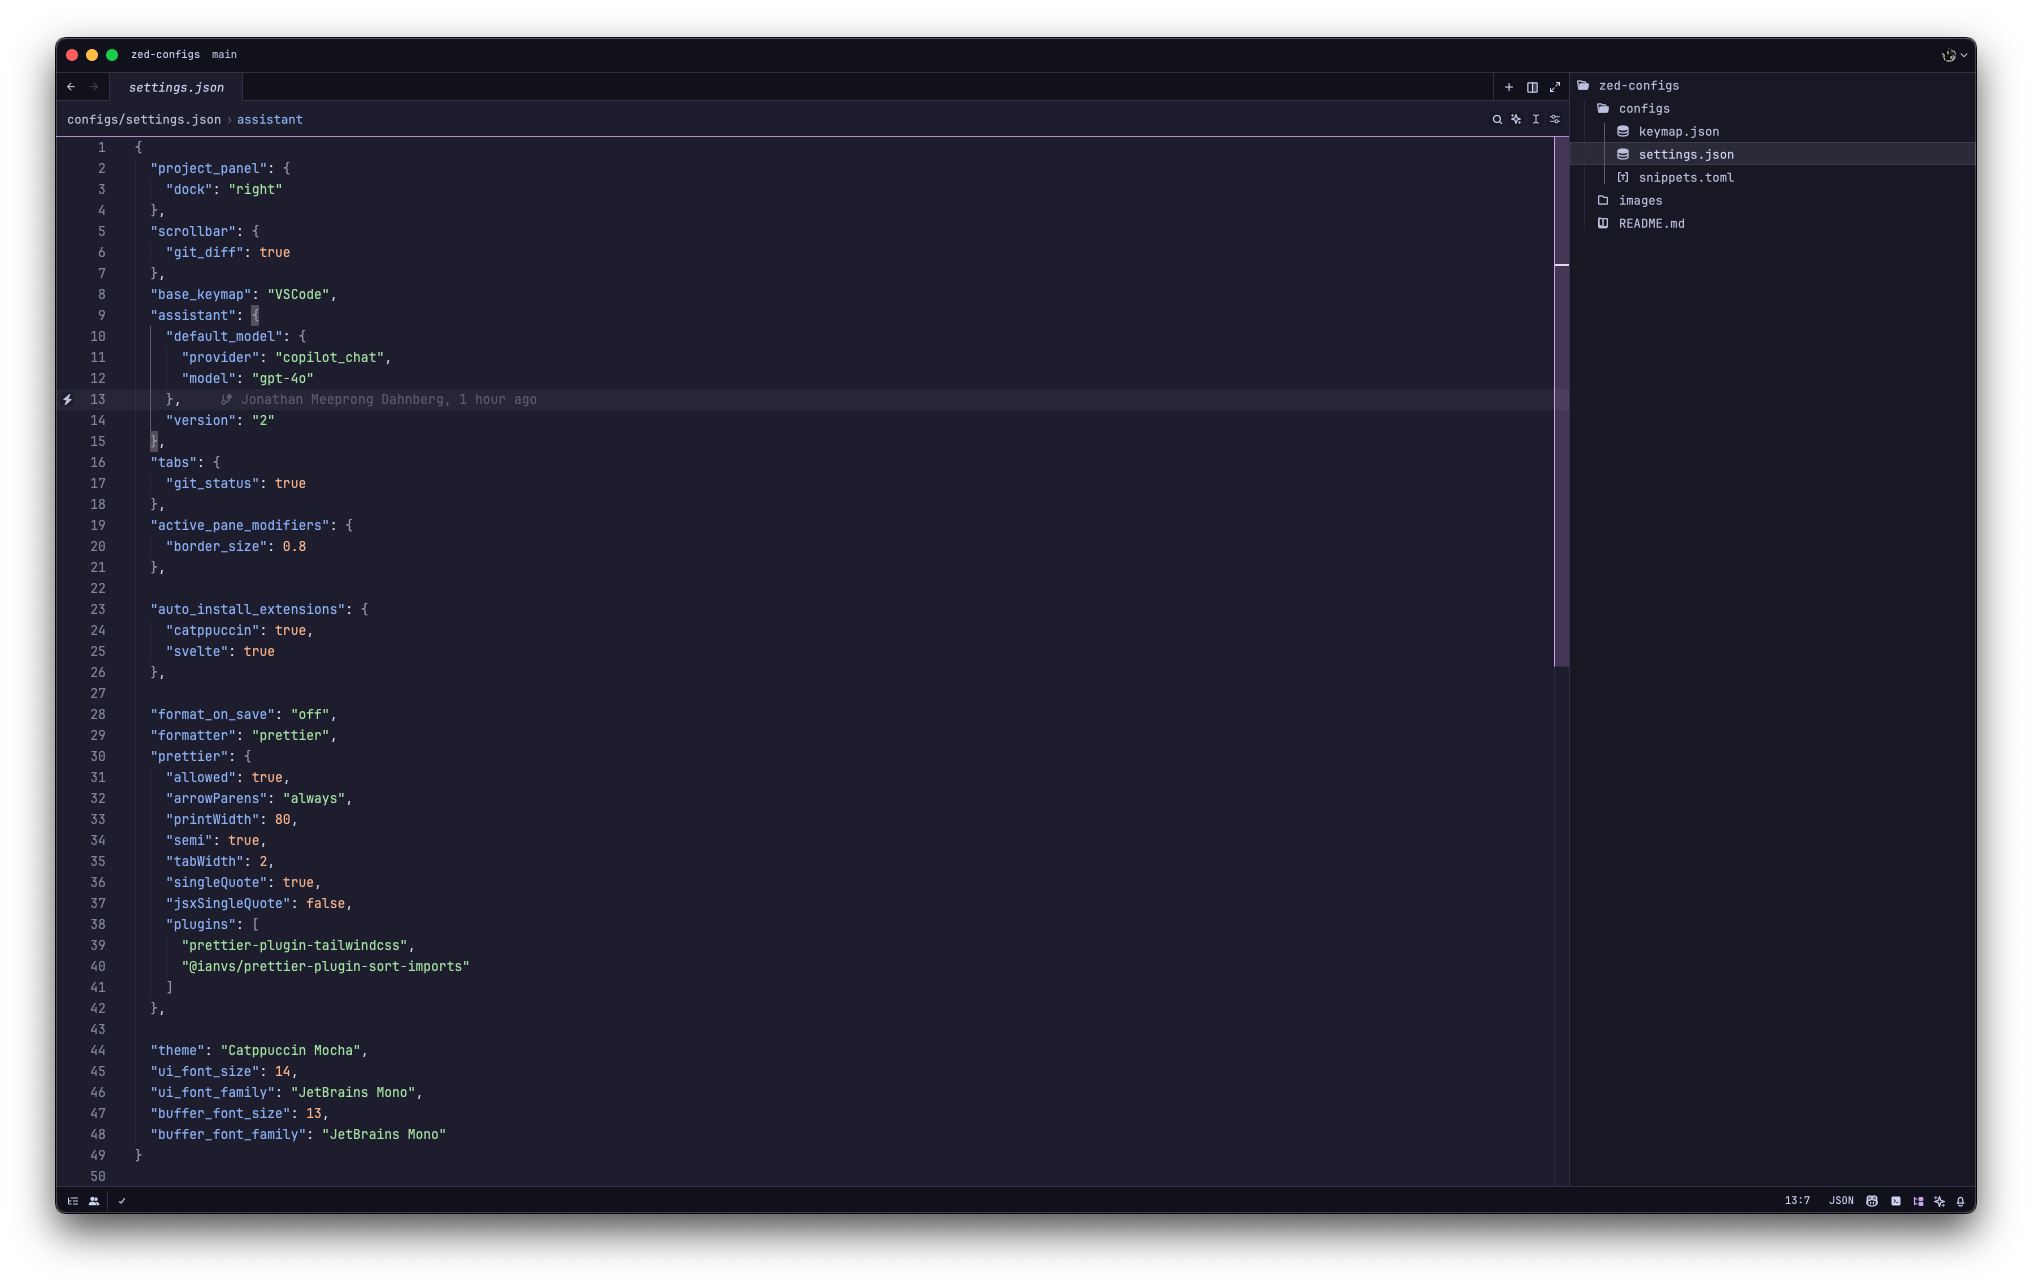 zed-configs main
settings.json
configs/settings.json › assistant
1 {
2 "project_panel": {
3 "dock": "right"
4 },
5 "scrollbar": {
6 "git_diff": true
7 },
8 "base_keymap": "VSCode",
9 "assistant": {
10 "default_model": {
11 "provider": "copilot_chat",
12 "model": "gpt-4o"
13 }, Jonathan Meeprong Dahnberg, 1 hour ago
14 "version": "2"
15 },
16 "tabs": {
17 "git_status": true
18 },
19 "active_pane_modifiers": {
20 "border_size": 0.8
21 },
22
23 "auto_install_extensions": {
24 "catppuccin": true,
25 "svelte": true
26 },
27
28 "format_on_save": "off",
29 "formatter": "prettier",
30 "prettier": {
31 "allowed": true,
32 "arrowParens": "always",
33 "printWidth": 80,
34 "semi": true,
35 "tabWidth": 2,
36 "singleQuote": true,
37 "jsxSingleQuote": false,
38 "plugins": [
39 "prettier-plugin-tailwindcss",
40 "@ianvs/prettier-plugin-sort-imports"
41 ]
42 },
43
44 "theme": "Catppuccin Mocha",
45 "ui_font_size": 14,
46 "ui_font_family": "JetBrains Mono",
47 "buffer_font_size": 13,
48 "buffer_font_family": "JetBrains Mono"
49 }
50
zed-configs
configs
keymap.json
settings.json
snippets.toml
images
README.md
13:7 JSON